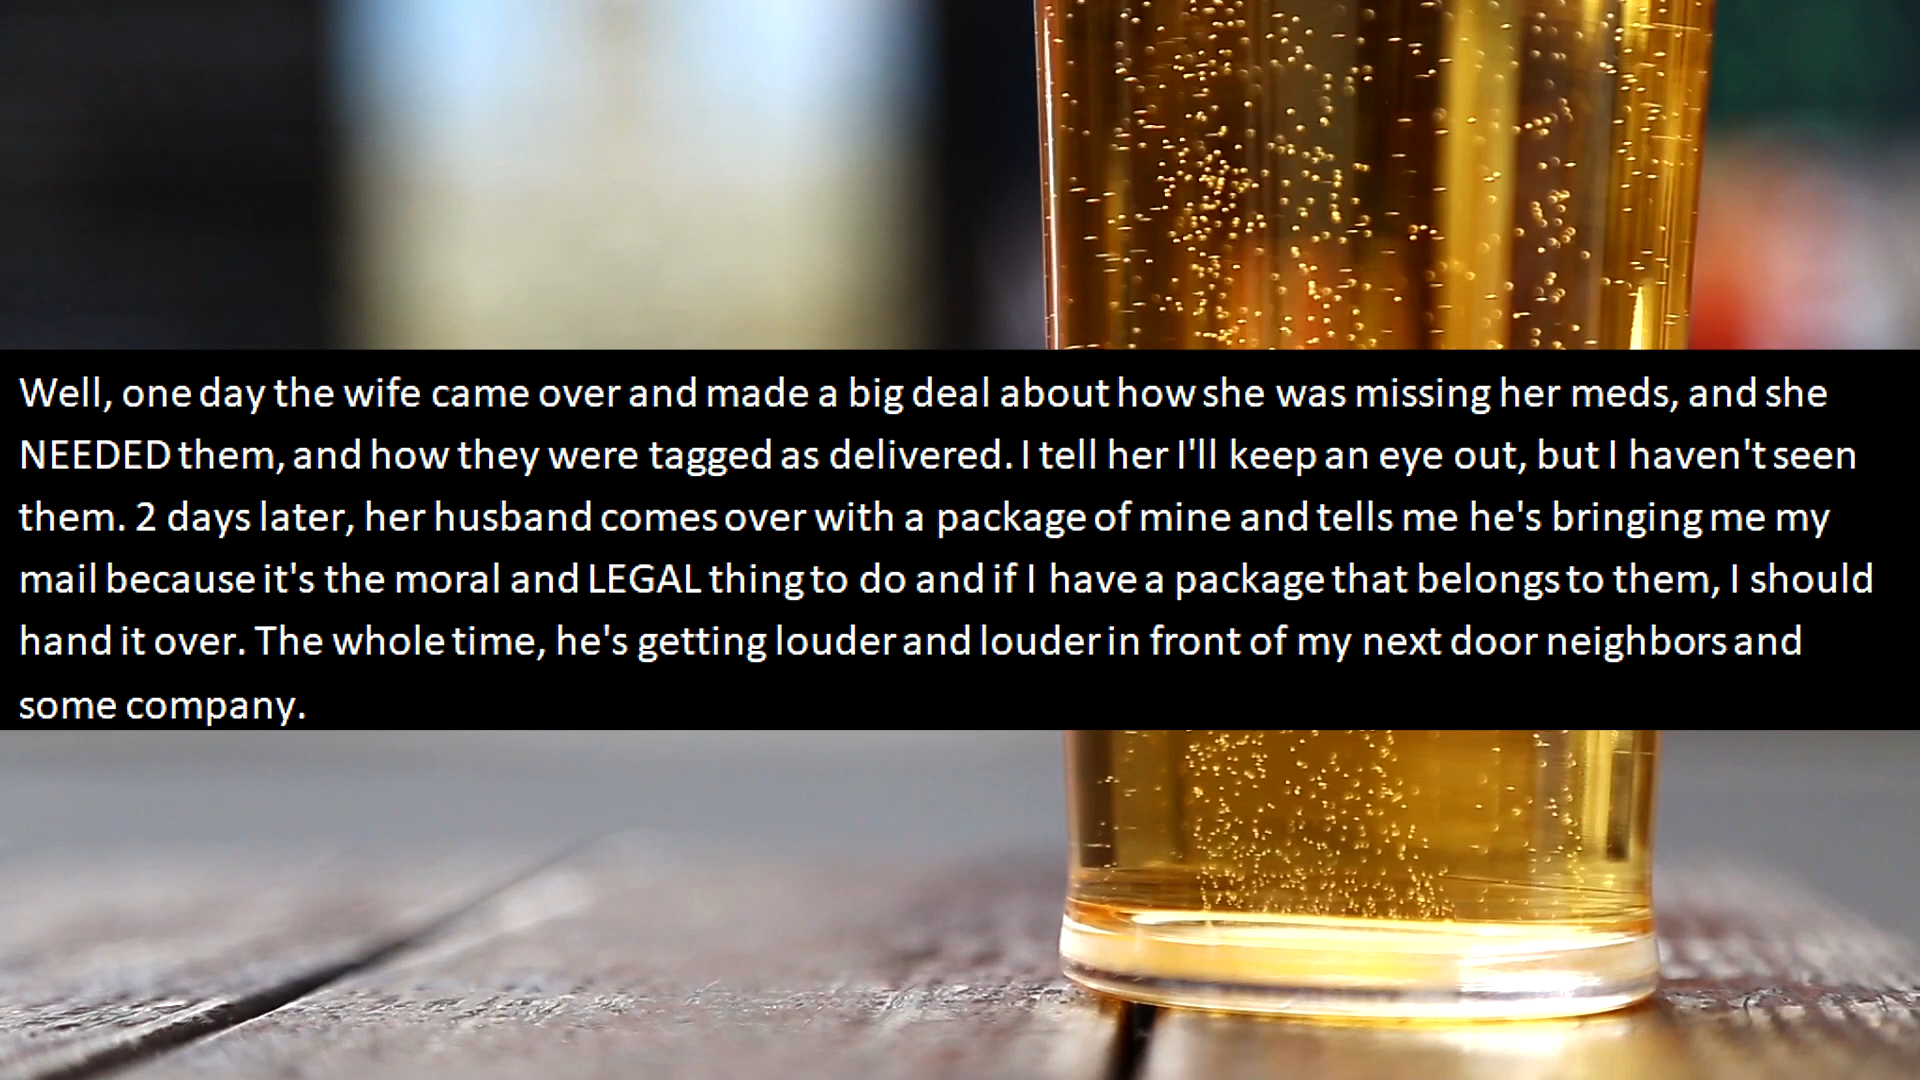 Well, one day the wife came over and made a big deal about how she was missing her meds, and she
NEEDED them, and how they were tagged as delivered. I tell her I'll keep an eye out, but I haven't seen
them. 2 days later, her husband comes over with a package of mine and tells me he's bringing me my
mail because it's the moral and LEGAL thing to do and if I have a package that belongs to them, I should
hand it over. The whole time, he's getting louder and louder in front of my next door neighbors and
some company.